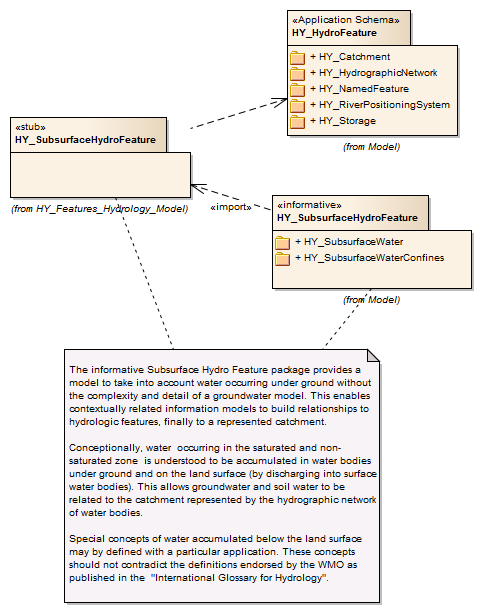 «Application Schema»
HY_HydroFeature
+ HY_Catchment
+ HY_HydrographicNetwork
+ HY_NamedFeature
+ HY_RiverPositioningSystem
+ HY_Storage
(from Model)
«stub»
HY_SubsurfaceHydroFeature
(from HY_Features_Hydrology_Model)
«import»
«informative»
HY_SubsurfaceHydroFeature
+ HY_SubsurfaceWater
+ HY_SubsurfaceWaterConfines
(from Model)
The informative Subsurface Hydro Feature package provides a
model to take into account water occurring under ground without
the complexity and detail of a groundwater model. This enables
contextually related information models to build relationships to
hydrologic features, finally to a represented catchment.
Conceptionally, water  occurring in the saturated and non-
saturated zone  is understood to be accumulated in water bodies
under ground and on the land surface (by discharging into surface
water bodies). This allows groundwater and soil water to be
related to the catchment represented by the hydrographic network
of water bodies.
Special concepts of water accumulated below the land surface
may by defined with a particular application. These concepts
should not contradict the definitions endorsed by the WMO as
published in the  "International Glossary for Hydrology".